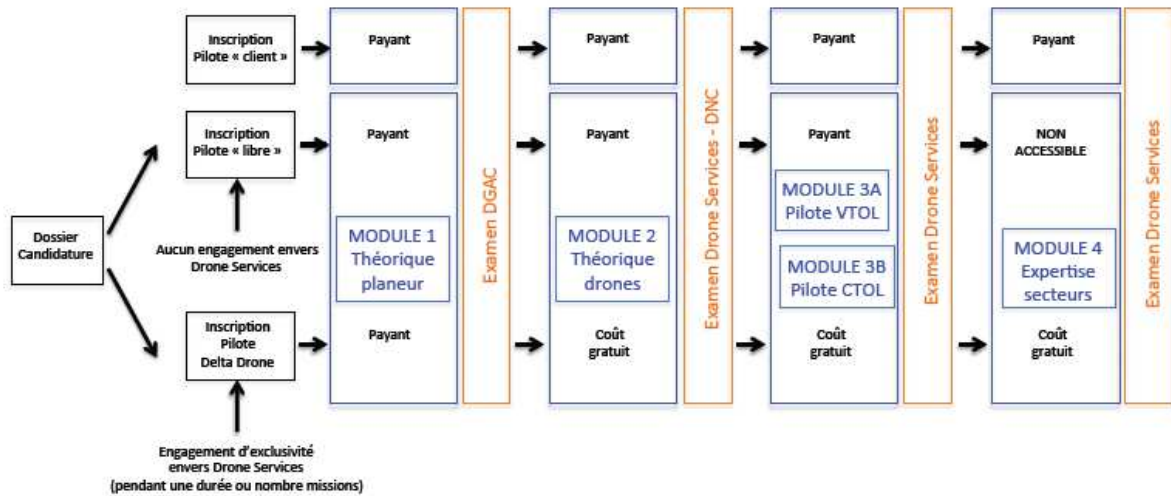 Inscription
Pilote « client »
Payant
Payant
Payant
Payant
Inscription
Pilote « libre »
Payant
Payant
Payant
NON
ACCESSIBLE
Dossier
Candidature
Aucun engagement envers
Drone Services
MODULE 1
Théorique
planeur
Examen DGAC
MODULE 2
Théorique
drones
Examen Drone Services - DNC
MODULE 3A
Pilote VTOL
MODULE 3B
Pilote CTOL
Examen Drone Services
MODULE 4
Expertise
secteurs
Examen Drone Services
Inscription
Pilote
Delta Drone
Payant
Coût
gratuit
Coût
gratuit
Coût
gratuit
Engagement d'exclusivité
envers Drone Services
(pendant une durée ou nombre missions)